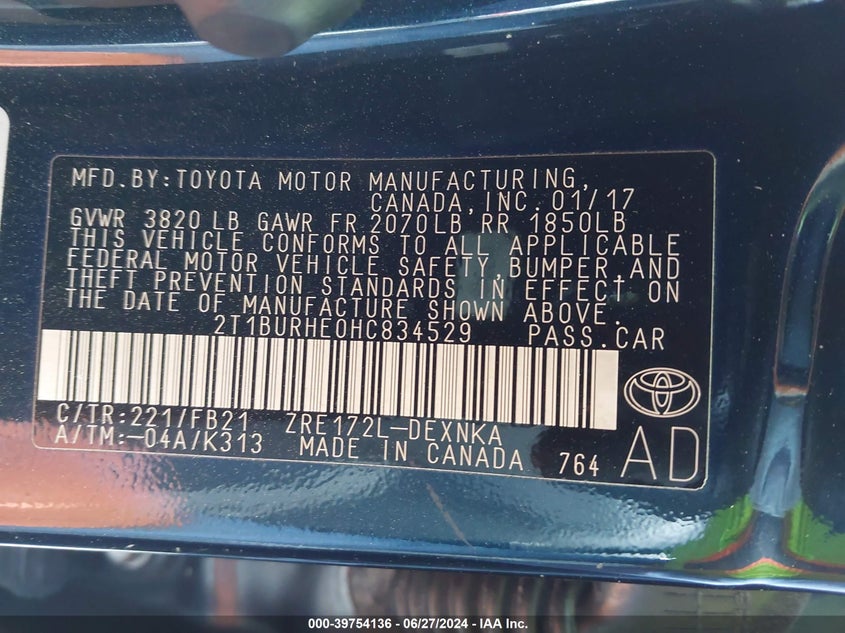 MFD.BY:TOYOTA MOTOR MANUFACTURING,
CANADA,INC.01/17
GVWR 3820 LB GAWR FR 2070LB RR 1850LB
THIS VEHICLE CONFORMS TO ALL APPLICABLE
FEDERAL MOTOR VEHICLE SAFETY,BUMPER,AND
THEFT PREVENTION STANDARDS IN EFFECT ON
THE DATE OF MANUFACTURE SHOWN ABOVE.
2T1BURHE0HC834529 PASS.CAR
C/TR:221/FB21 ZRE172L-DEXNKA
A/TM:-04A/K313 MADE IN CANADA 764 AD
000-39754136 - 06/27/2024 - IAA Inc.